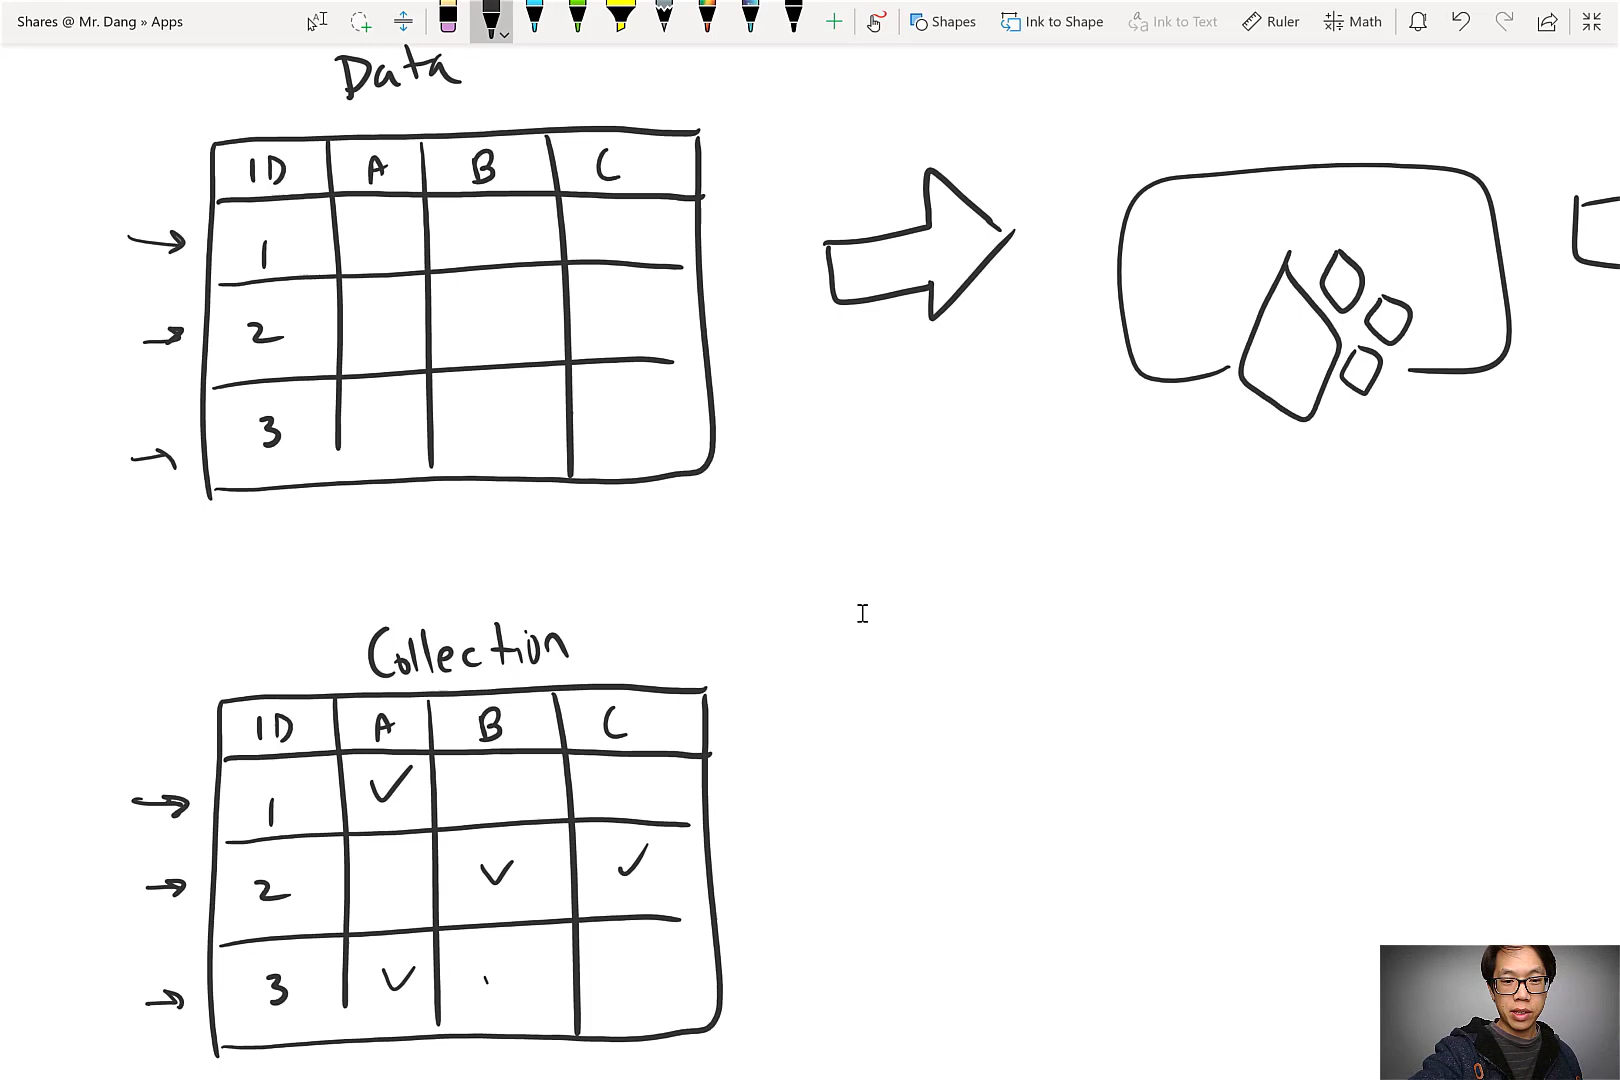 Shares @ Mr. Dang » Apps
Shapes Ink to Shape Ink to Text Ruler Math
Data
ID A B C
1
2
3
Collection
ID A B C
1 ✓
2 ✓ ✓
3 ✓